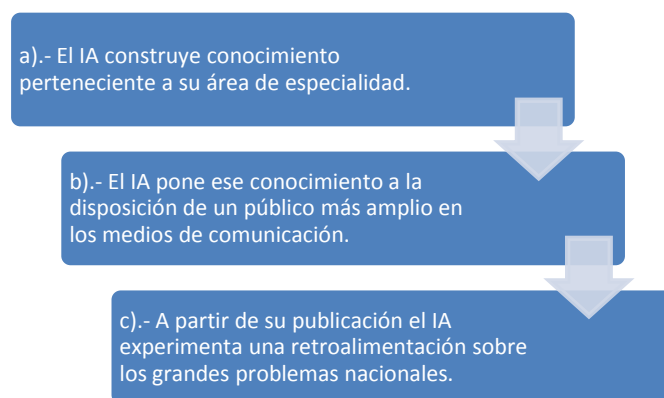 a).- El IA construye conocimiento
perteneciente a su área de especialidad.
b).- El IA pone ese conocimiento a la
disposición de un público más amplio en
los medios de comunicación.
c).- A partir de su publicación el IA
experimenta una retroalimentación sobre
los grandes problemas nacionales.